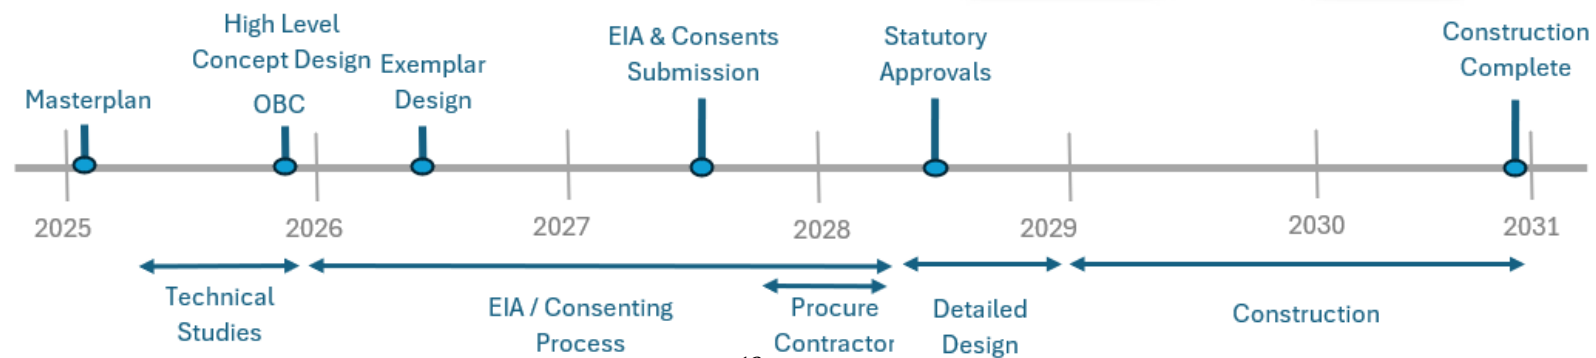 High Level
Concept Design
OBC
Masterplan
Exemplar
Design
EIA & Consents
Submission
Statutory
Approvals
Construction
Complete
2025
2026
2027
2028
2029
2030
2031
Technical
Studies
EIA / Consenting
Process
Procure
Contractor
Detailed
Design
Construction